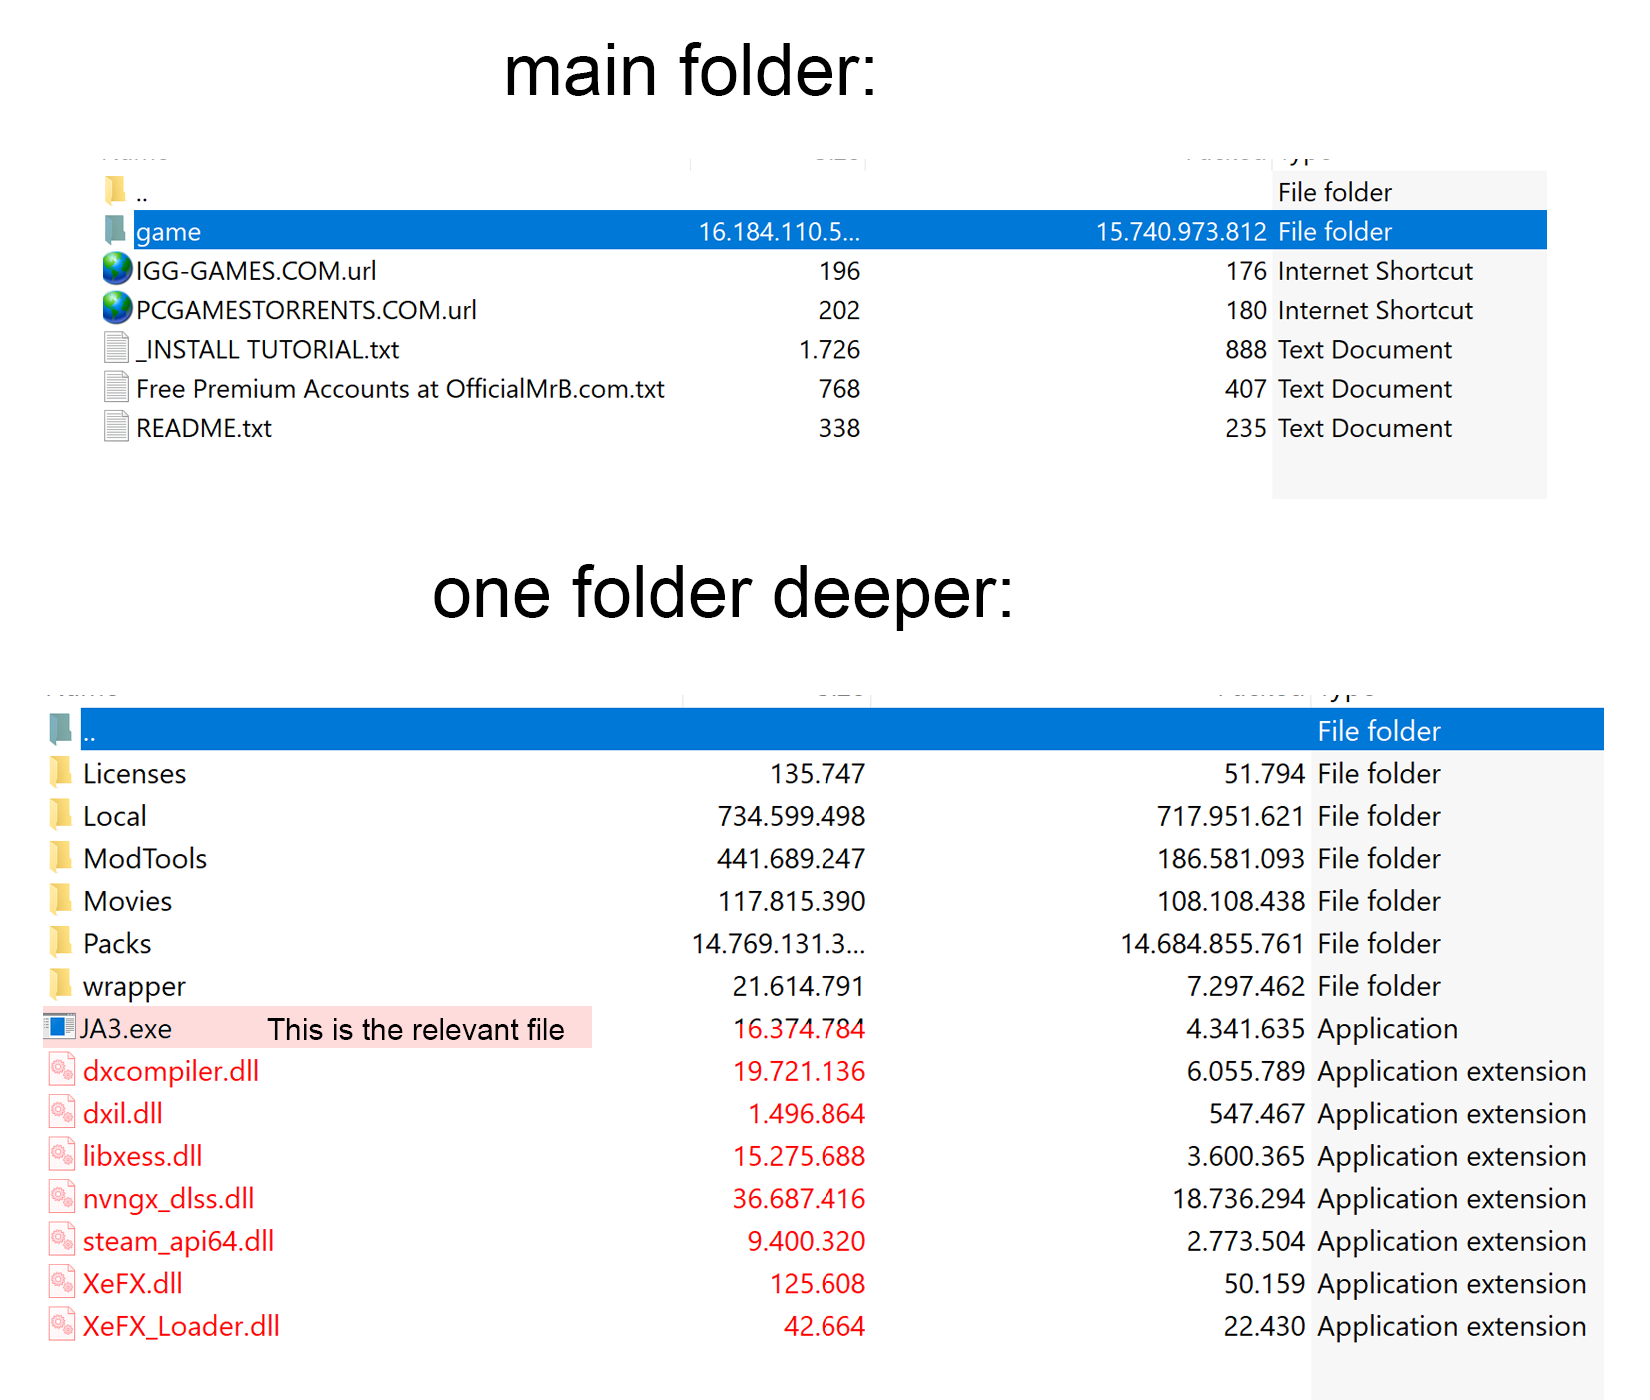 main folder:
.. File folder
game 16.184.110.5... 15.740.973.812 File folder
IGG-GAMES.COM.url 196 176 Internet Shortcut
PCGAMESTORRENTS.COM.url 202 180 Internet Shortcut
_INSTALL TUTORIAL.txt 1.726 888 Text Document
Free Premium Accounts at OfficialMrB.com.txt 768 407 Text Document
README.txt 338 235 Text Document
one folder deeper:
.. File folder
Licenses 135.747 51.794 File folder
Local 734.599.498 717.951.621 File folder
ModTools 441.689.247 186.581.093 File folder
Movies 117.815.390 108.108.438 File folder
Packs 14.769.131.3... 14.684.855.761 File folder
wrapper 21.614.791 7.297.462 File folder
JA3.exe This is the relevant file 16.374.784 4.341.635 Application
dxcompiler.dll 19.721.136 6.055.789 Application extension
dxil.dll 1.496.864 547.467 Application extension
libxess.dll 15.275.688 3.600.365 Application extension
nvngx_dlss.dll 36.687.416 18.736.294 Application extension
steam_api64.dll 9.400.320 2.773.504 Application extension
XeFX.dll 125.608 50.159 Application extension
XeFX_Loader.dll 42.664 22.430 Application extension